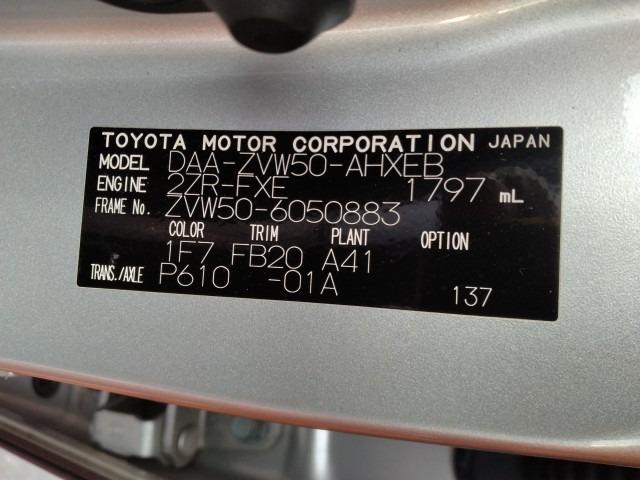 TOYOTA MOTOR CORPORATION JAPAN
MODEL DAA-ZVW50-AHXEB
ENGINE 2ZR-FXE 1797 mL
FRAME No. ZVW50-6050883
COLOR TRIM PLANT OPTION
1F7 FB20 A41
TRANS./AXLE P610 -01A
137